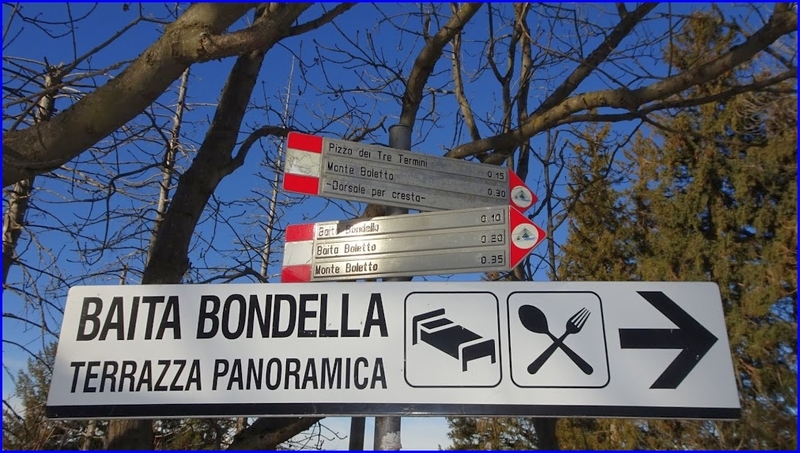 Pizzo dei Tre Termini 0.15
Monte Boletto 0.30
-Dorsale per cresta-
Baita Bondella 0.10
Baita Boletto 0.20
Monte Boletto 0.35
BAITA BONDELLA
TERRAZZA PANORAMICA